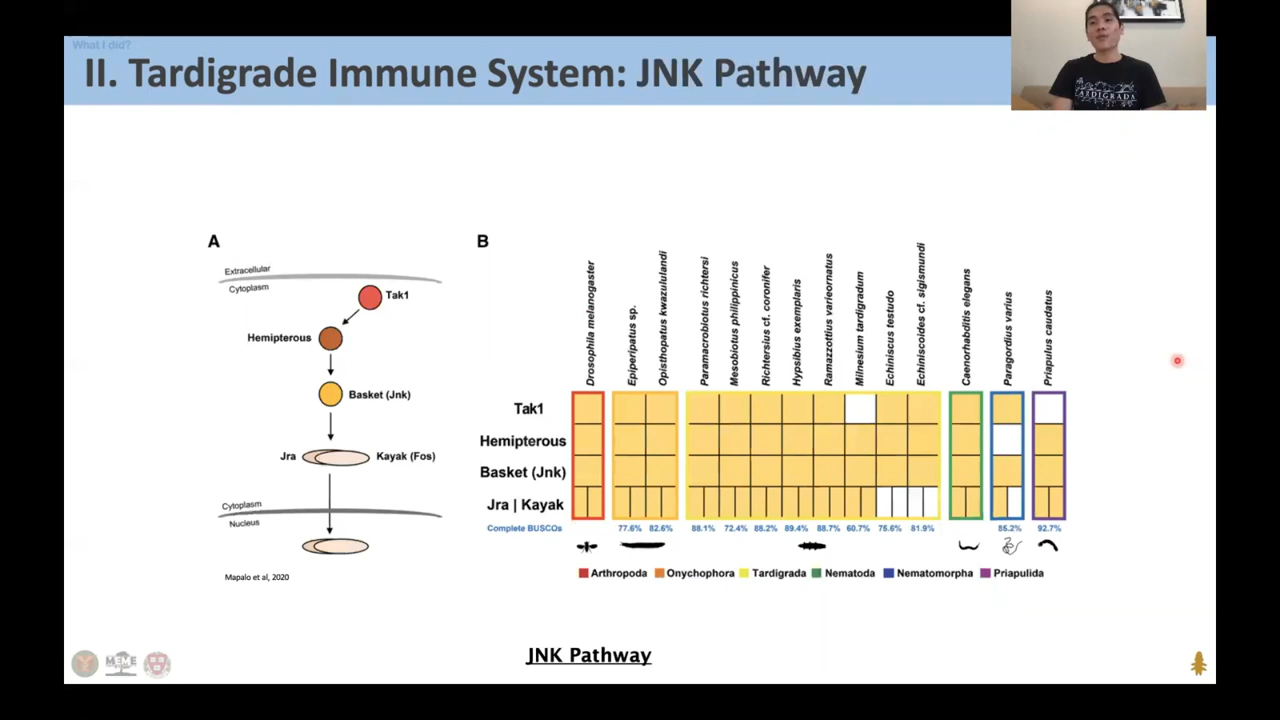 What I did?
II. Tardigrade Immune System: JNK Pathway
TARDIGRADA
A
Extracellular
Cytoplasm
Tak1
Hemipterous
Basket (Jnk)
Jra
Kayak (Fos)
Cytoplasm
Nucleus
Mapalo et al, 2020
B
Drosophila melanogaster
Epiperipatus sp.
Opisthopatus kwazululandi
Paramacrobiotus richtersi
Mesobiotus philippinicus
Richtersius cf. coronifer
Hypsibius exemplaris
Ramazzottius varieornatus
Milnesium tardigradum
Echiniscus testudo
Echiniscoides cf. sigismundi
Caenorhabditis elegans
Paragordius varius
Priapulus caudatus
Tak1
Hemipterous
Basket (Jnk)
Jra | Kayak
Complete BUSCOs 77.6% 82.6% 88.1% 72.4% 88.2% 89.4% 88.7% 60.7% 75.6% 81.9% 85.2% 92.7%
Arthropoda Onychophora Tardigrada Nematoda Nematomorpha Priapulida
JNK Pathway
MEME